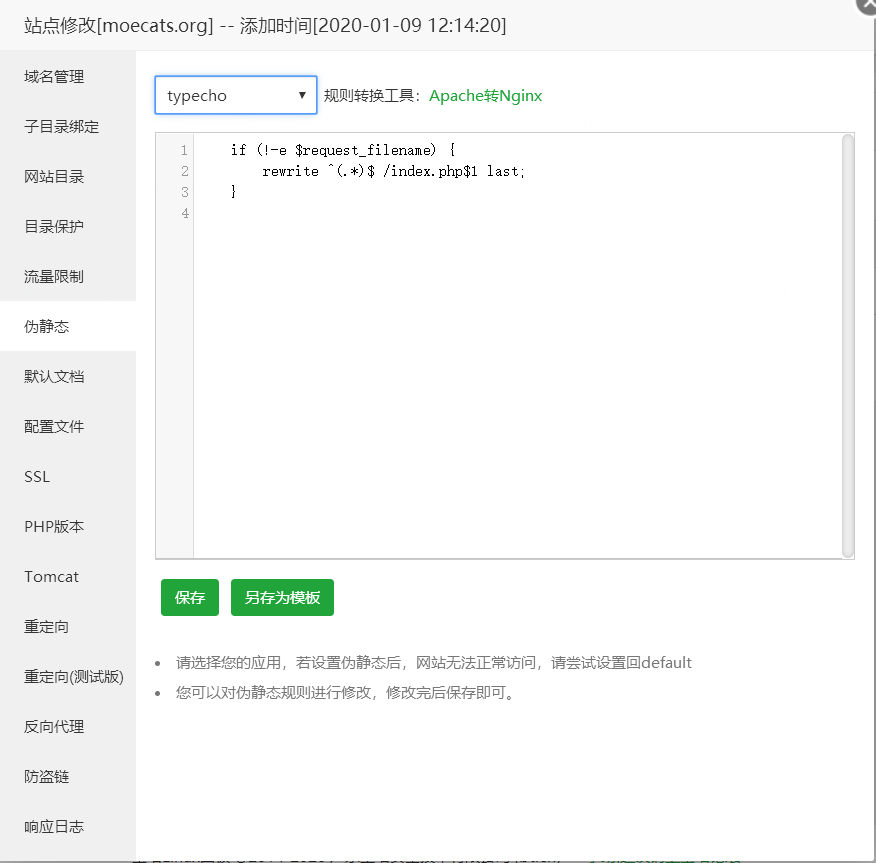 站点修改[moecats.org] -- 添加时间[2020-01-09 12:14:20]
域名管理
子目录绑定
网站目录
目录保护
流量限制
伪静态
默认文档
配置文件
SSL
PHP版本
Tomcat
重定向
重定向(测试版)
反向代理
防盗链
响应日志
typecho ▼ 规则转换工具：Apache转Nginx
1 if (!-e $request_filename) {
2 rewrite ^(.*)$ /index.php$1 last;
3 }
4
保存 另存为模板
• 请选择您的应用，若设置伪静态后，网站无法正常访问，请尝试设置回default
• 您可以对伪静态规则进行修改，修改完后保存即可。